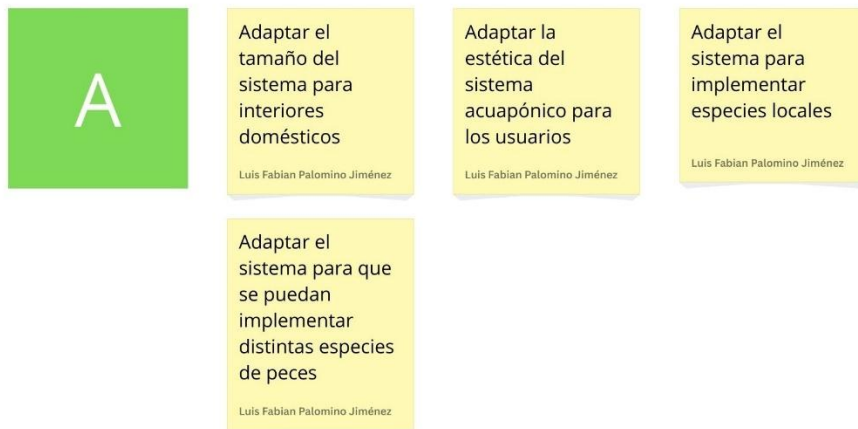 A
Adaptar el
tamaño del
sistema para
interiores
domésticos
Luis Fabian Palomino Jiménez
Adaptar la
estética del
sistema
acuapónico para
los usuarios
Luis Fabian Palomino Jiménez
Adaptar el
sistema para
implementar
especies locales
Luis Fabian Palomino Jiménez
Adaptar el
sistema para que
se puedan
implementar
distintas especies
de peces
Luis Fabian Palomino Jiménez